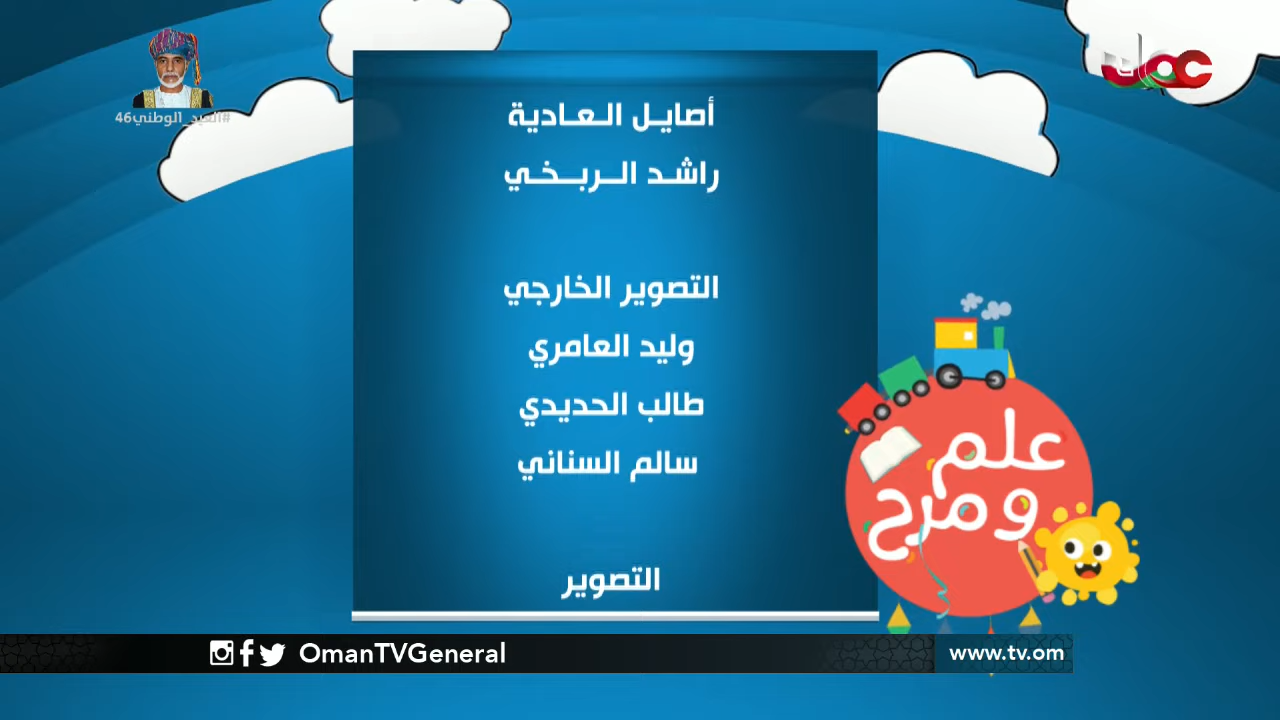 عمان
#العيد_الوطني46
أصايل العادية
راشد الربخي
التصوير الخارجي
وليد العامري
طالب الحديدي
سالم السناني
التصوير
علم
ومرح
OmanTVGeneral
www.tv.om